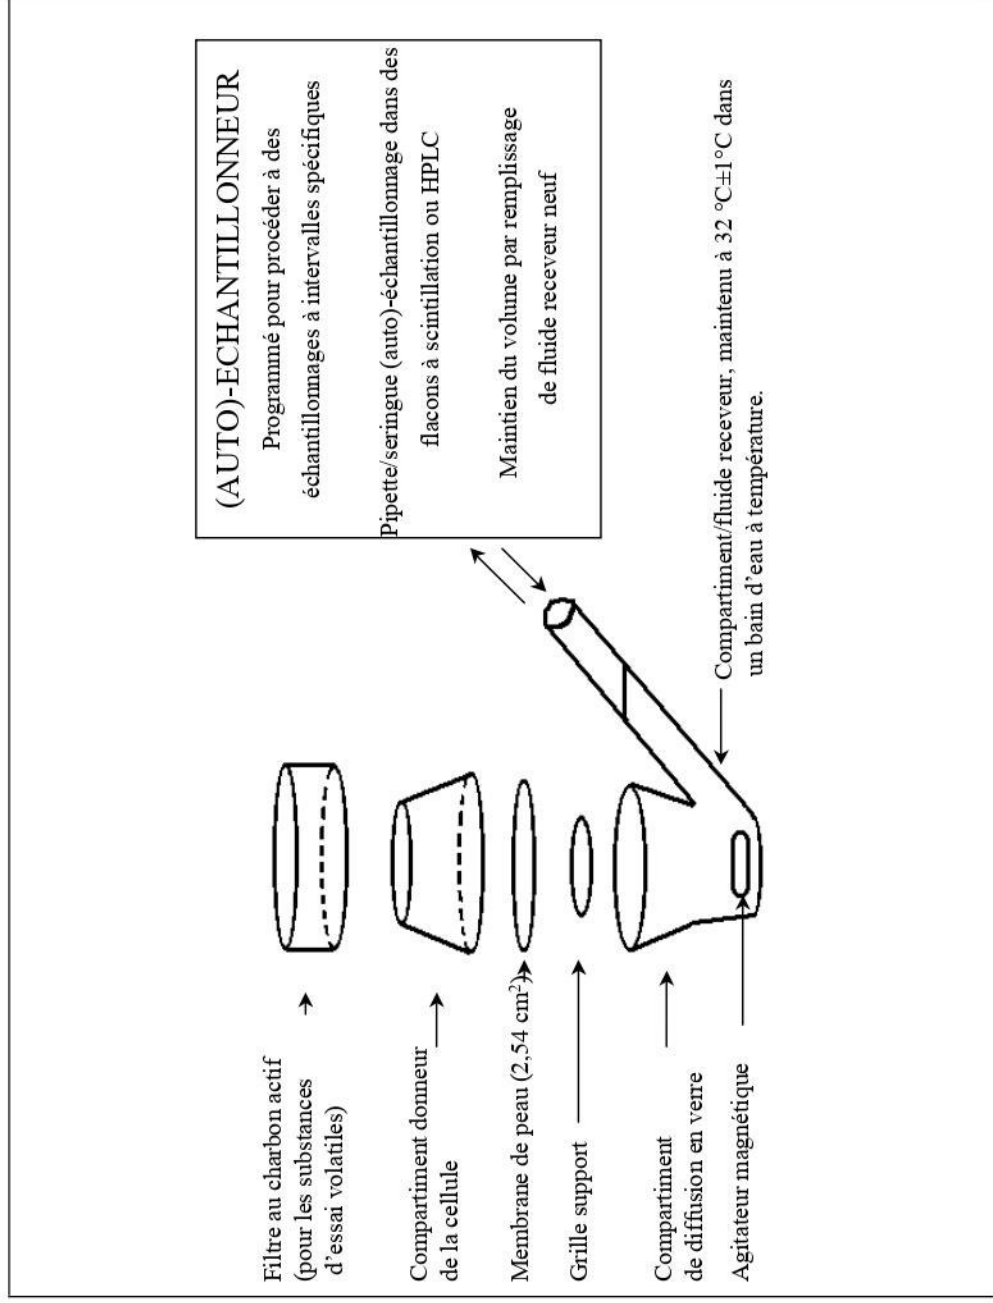 (AUTO)-ECHANTILLONNEUR
Programmé pour procéder à des
échantillonnages à intervalles spécifiques
Pipette/seringue (auto)-échantillonnage dans des
flacons à scintillation ou HPLC
Maintien du volume par remplissage
de fluide receveur neuf
Filtre au charbon actif
(pour les substances
d'essai volatiles)
Compartiment donneur
de la cellule
Membrane de peau (2,54 cm²)
Grille support
Compartiment
de diffusion en verre
Agitateur magnétique
Compartiment/fluide receveur, maintenu à 32 °C±1°C dans
un bain d'eau à température.